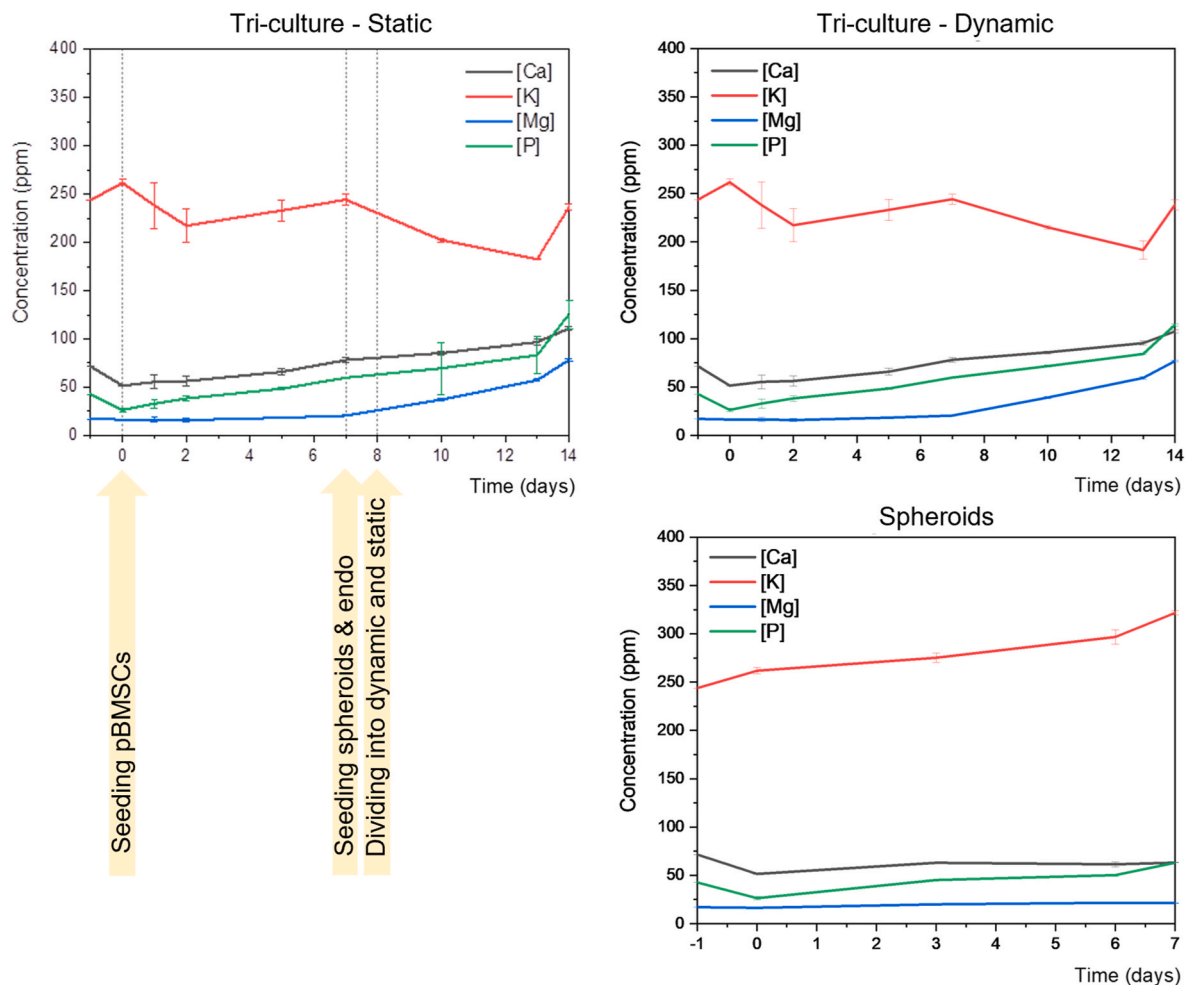 Tri-culture - Static
400
350
300
250
200
150
100
50
0
Concentration (ppm)
[Ca]
[K]
[Mg]
[P]
0
2
4
6
8
10
12
14
Time (days)
Seeding pBMSCs
Seeding spheroids & endo
Dividing into dynamic and static
Tri-culture - Dynamic
400
350
300
250
200
150
100
50
0
Concentration (ppm)
[Ca]
[K]
[Mg]
[P]
0
2
4
6
8
10
12
14
Time (days)
Spheroids
400
350
300
250
200
150
100
50
0
Concentration (ppm)
[Ca]
[K]
[Mg]
[P]
-1
0
1
2
3
4
5
6
7
Time (days)